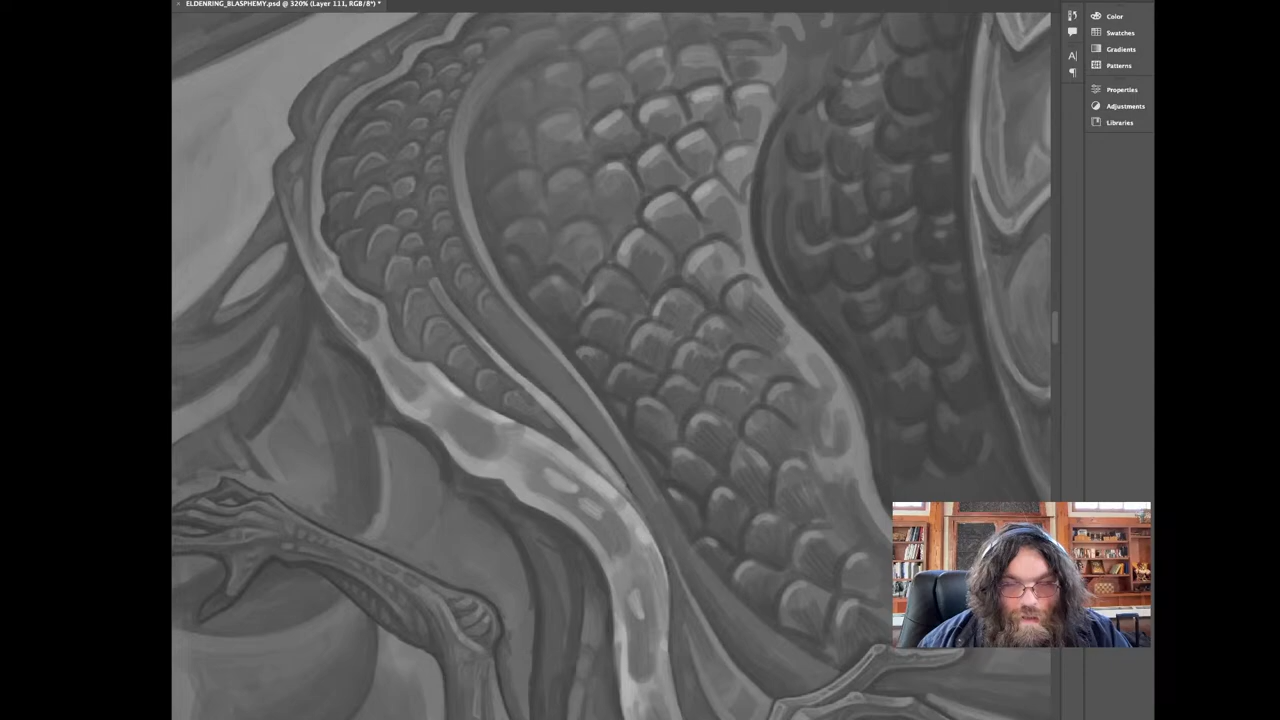 ELDENRING_BLASPHEMY.psd @ 320% (Layer 111, RGB/8*) *
Color
Swatches
Gradients
Patterns
Properties
Adjustments
Libraries